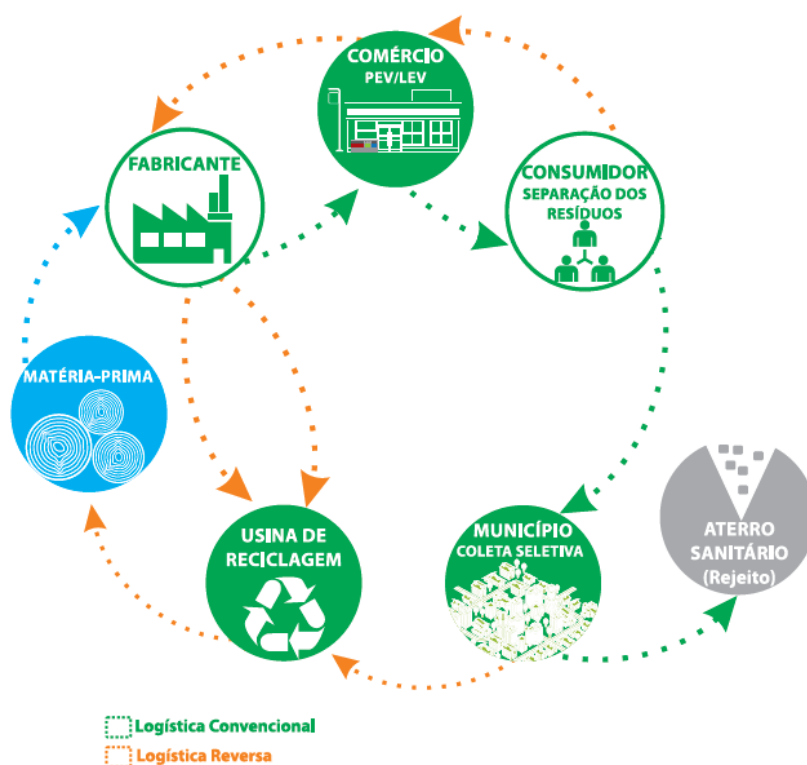 COMÉRCIO
PEV/LEV
FABRICANTE
CONSUMIDOR
SEPARAÇÃO DOS
RESÍDUOS
MATÉRIA-PRIMA
USINA DE
RECICLAGEM
MUNICÍPIO
COLETA SELETIVA
ATERRO
SANITÁRIO
(Rejeito)
Logística Convencional
Logística Reversa